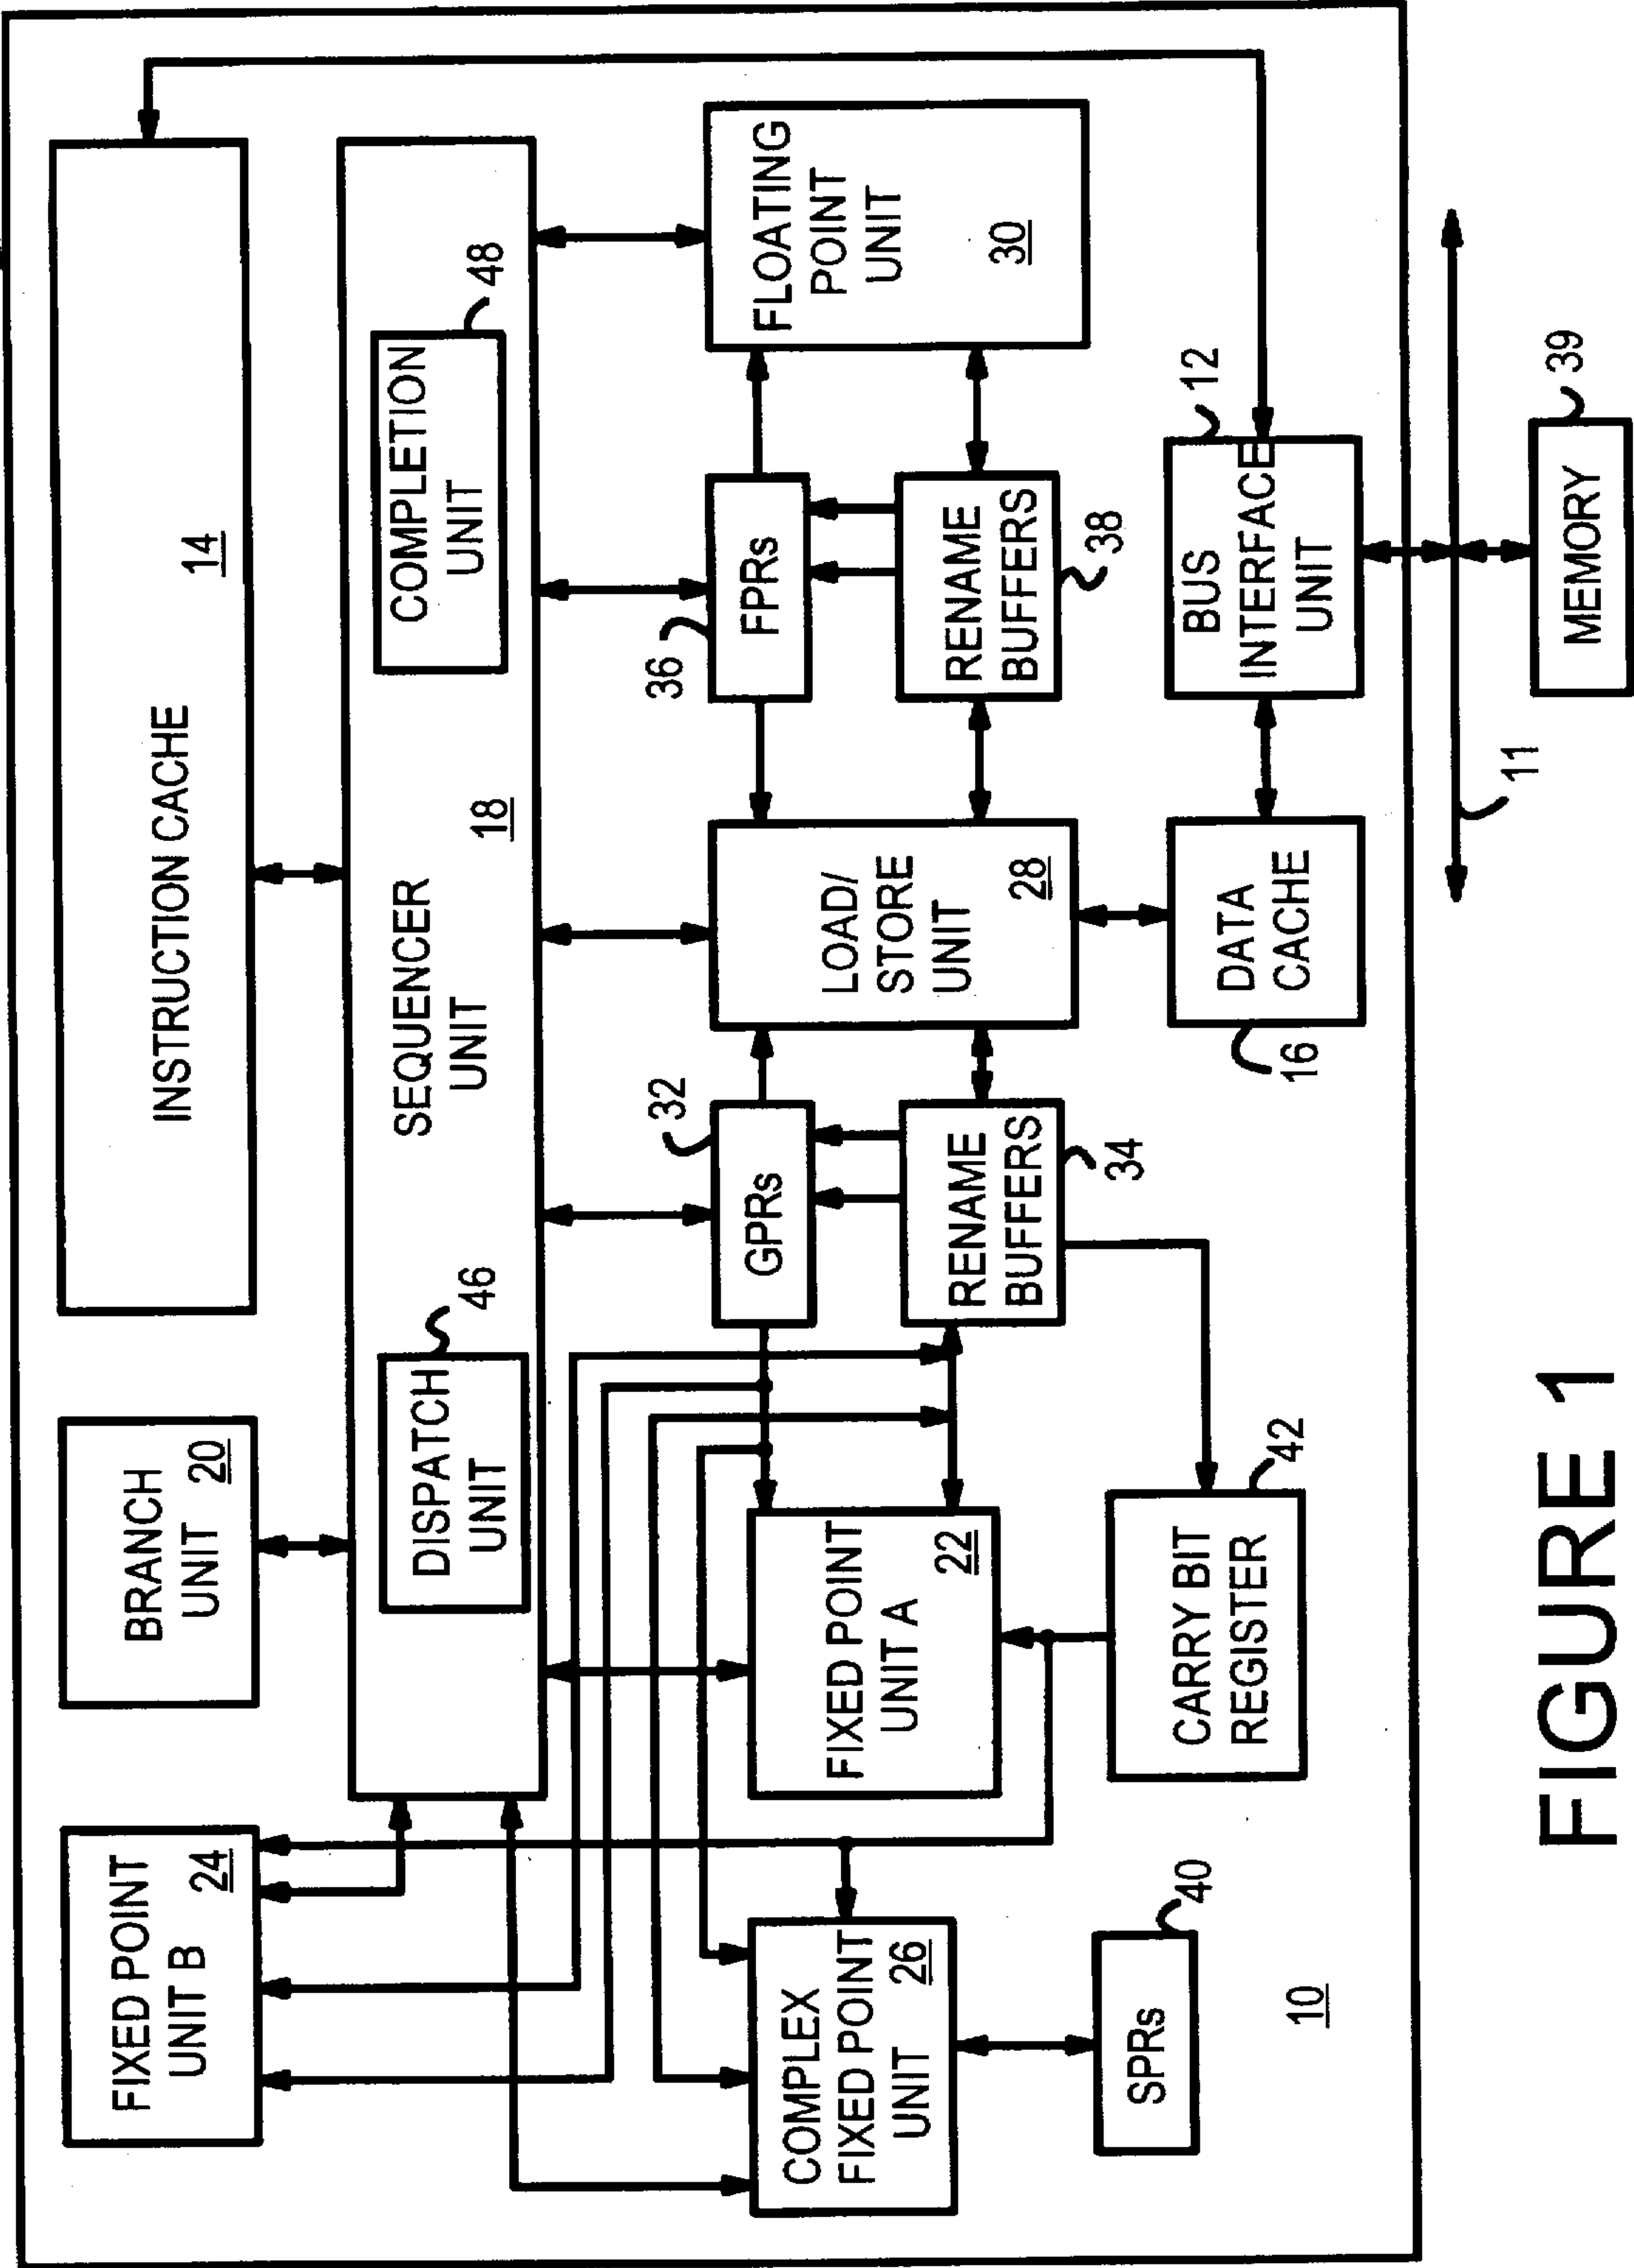 FIXED POINT
UNIT B
24
BRANCH
UNIT
20
INSTRUCTION CACHE
14
DISPATCH
UNIT
46
SEQUENCER
UNIT
18
COMPLETION
UNIT
48
COMPLEX
FIXED POINT
UNIT
26
FIXED POINT
UNIT A
22
GPRs
32
RENAME
BUFFERS
34
LOAD/
STORE
UNIT
28
36
FPRs
RENAME
BUFFERS
38
FLOATING
POINT
UNIT
30
SPRs
40
CARRY BIT
REGISTER
42
16
DATA
CACHE
BUS
INTERFACE
UNIT
12
10
11
MEMORY
39
FIGURE 1